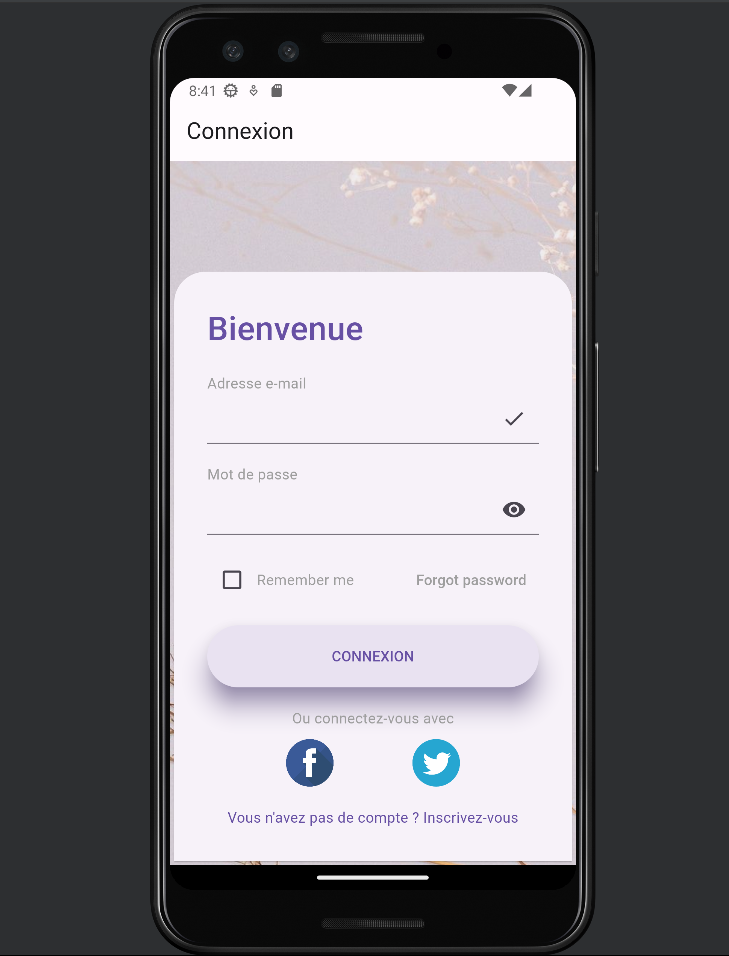 8:41
Connexion
Bienvenue
Adresse e-mail
Mot de passe
Remember me Forgot password
CONNEXION
Ou connectez-vous avec
Vous n'avez pas de compte ? Inscrivez-vous